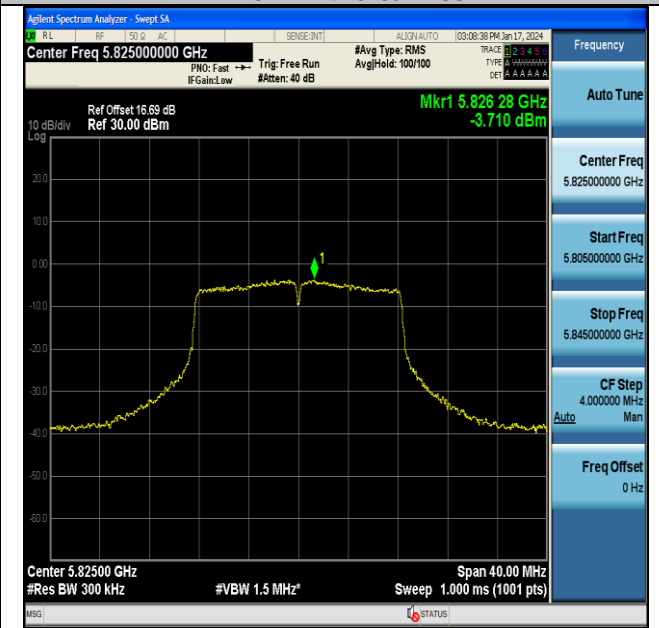 Agilent Spectrum Analyzer - Swept SA
RL RF 50 Ω AC SENSE:INT ALIGN AUTO 03:08:38 PM Jan 17, 2024
Center Freq 5.825000000 GHz
PNO: Fast
IFGain:Low
Trig: Free Run
#Atten: 40 dB
#Avg Type: RMS
Avg|Hold: 100/100
TRACE 1 2 3 4 5 6
TYPE A
DET A A A A A A
Ref Offset 16.69 dB
10 dB/div Ref 30.00 dBm
Log
Mkr1 5.826 28 GHz
-3.710 dBm
20.0
10.0
0.00
-10.0
-20.0
-30.0
-40.0
-50.0
-60.0
1
Center 5.82500 GHz Span 40.00 MHz
#Res BW 300 kHz #VBW 1.5 MHz* Sweep 1.000 ms (1001 pts)
MSG STATUS
Frequency
Auto Tune
Center Freq
5.825000000 GHz
Start Freq
5.805000000 GHz
Stop Freq
5.845000000 GHz
CF Step
4.000000 MHz
Auto Man
Freq Offset
0 Hz